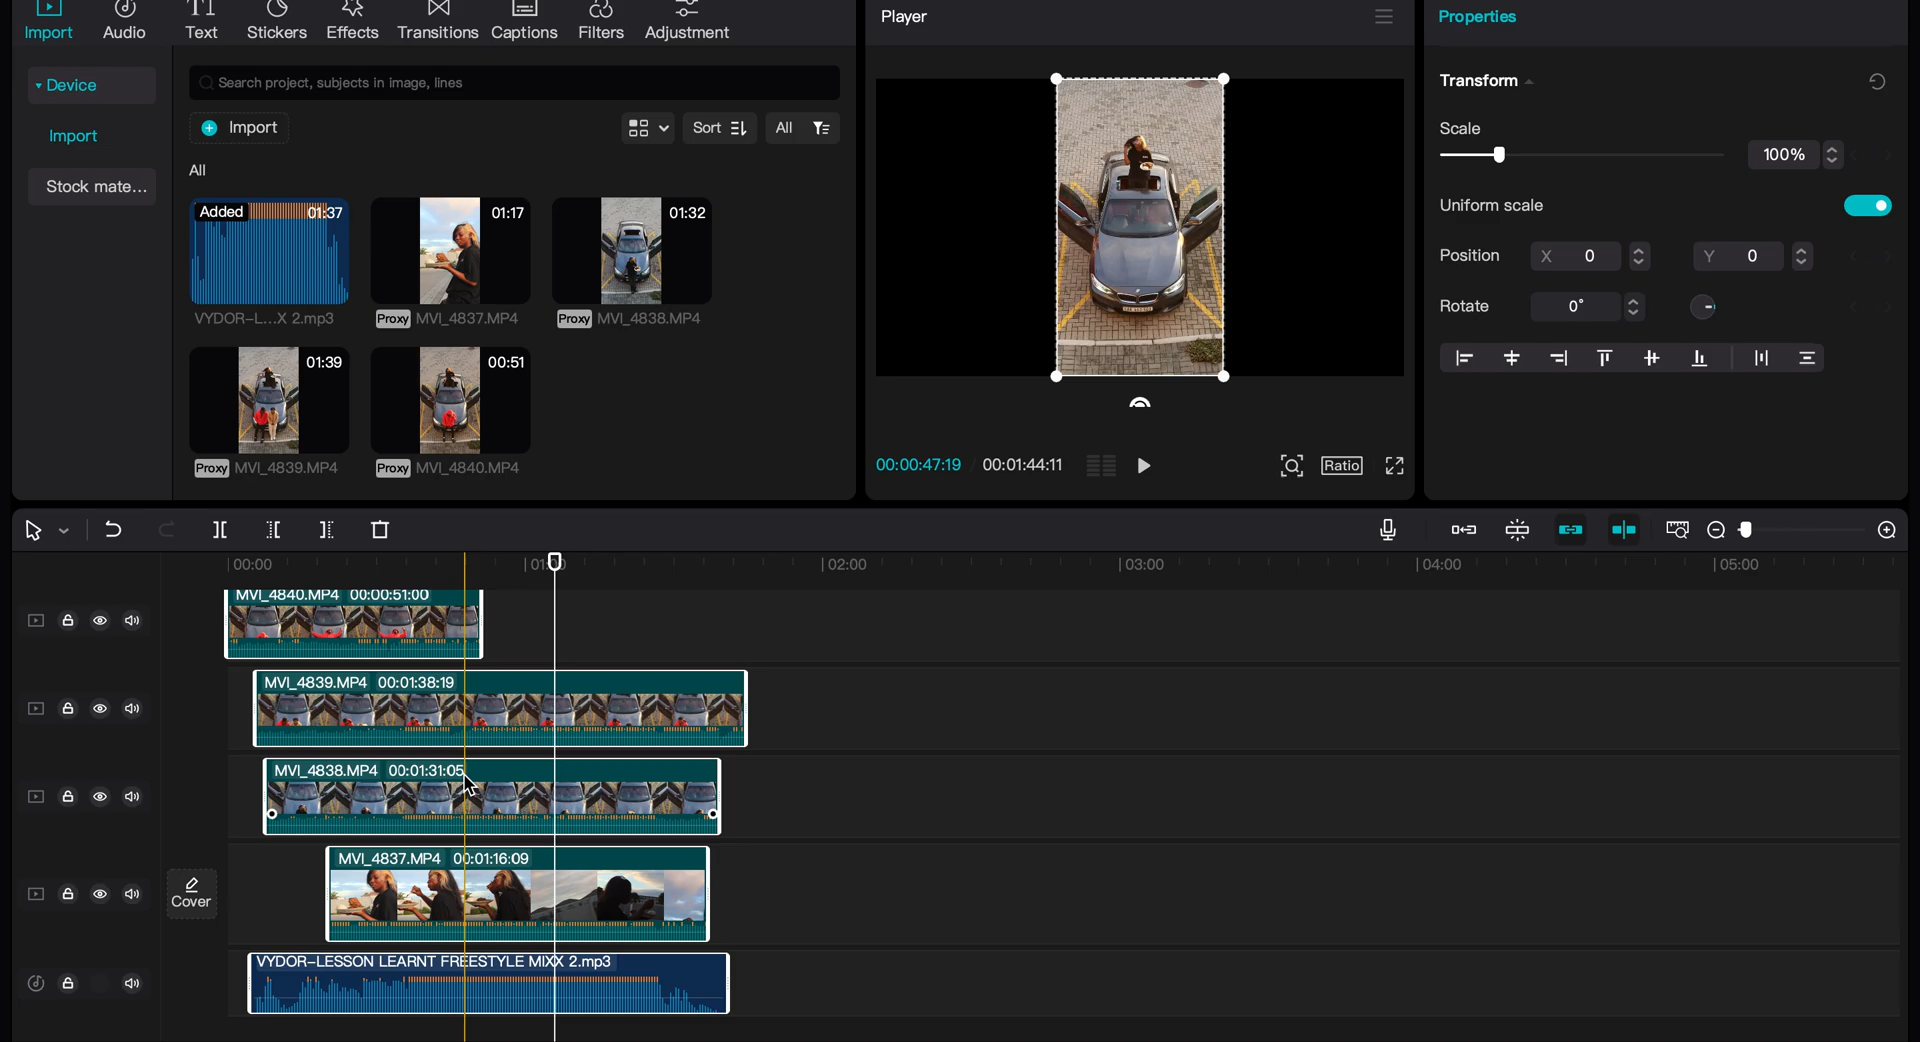 Import
Audio
Text
Stickers
Effects
Transitions
Captions
Filters
Adjustment
Player
Properties
Device
Search project, subjects in image, lines
Transform
Import
Import
Sort
All
Scale
100%
All
Stock mate...
Added
01:37
01:17
01:32
Uniform scale
Position
X 0
Y 0
VYDOR-L...X 2.mp3
Proxy MVI_4837.MP4
Proxy MVI_4838.MP4
Rotate
0°
01:39
00:51
Proxy MVI_4839.MP4
Proxy MVI_4840.MP4
00:00:47:19 / 00:01:44:11
Ratio
00:00
01:00
02:00
03:00
04:00
05:00
MVI_4840.MP4 00:00:51:00
MVI_4839.MP4 00:01:38:19
MVI_4838.MP4 00:01:31:05
MVI_4837.MP4 00:01:16:09
Cover
VYDOR-LESSON LEARNT FREESTYLE MIXX 2.mp3